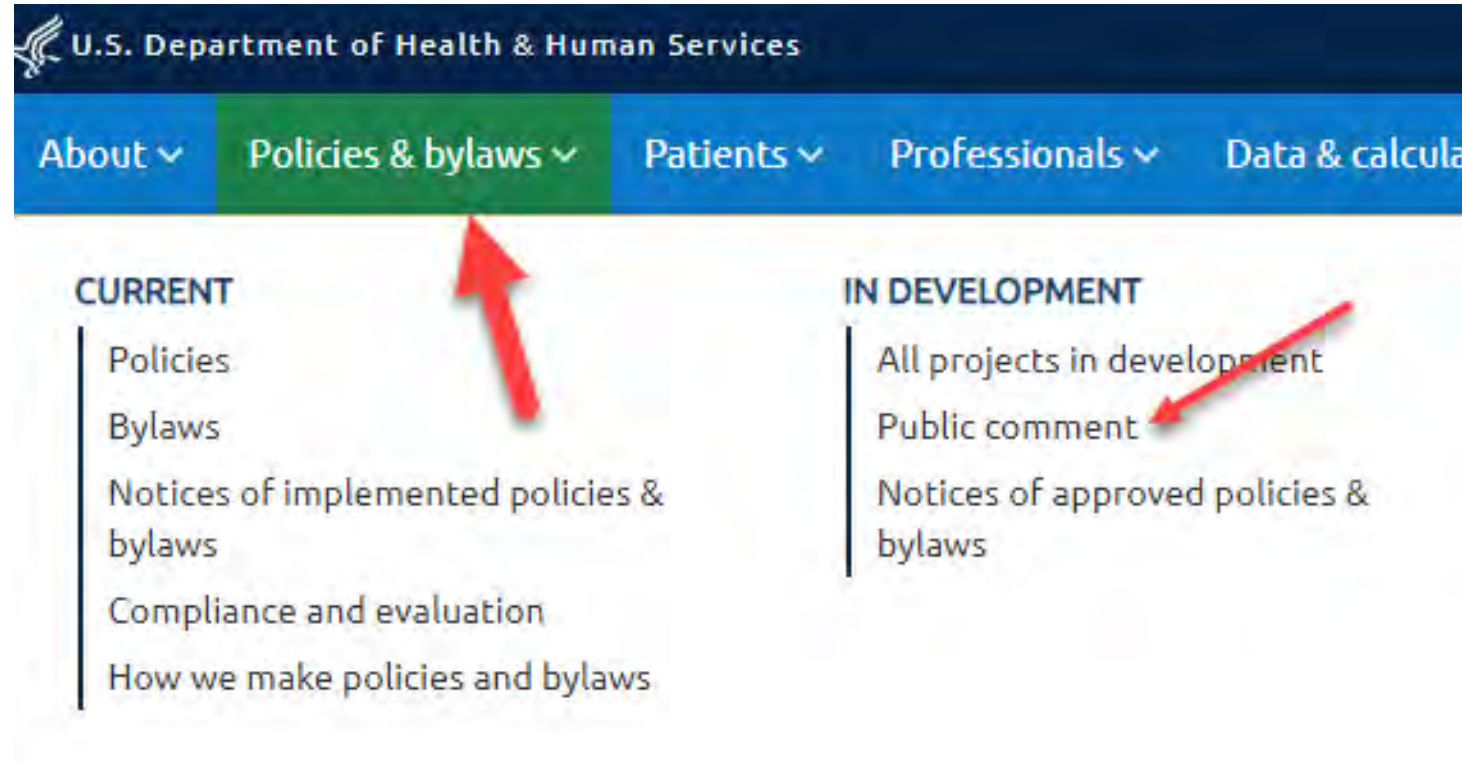 U.S. Department of Health & Human Services
About Policies & bylaws Patients Professionals Data & calcula
CURRENT
Policies
Bylaws
Notices of implemented policies &
bylaws
Compliance and evaluation
How we make policies and bylaws
IN DEVELOPMENT
All projects in development
Public comment
Notices of approved policies &
bylaws